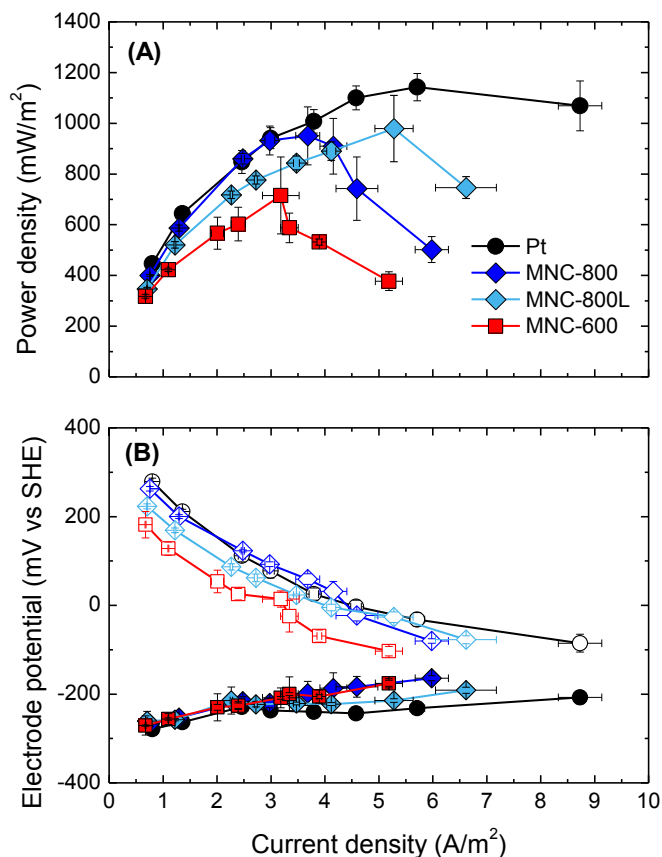 (A)
1400
1200
1000
800
600
400
200
0
Power density (mW/m²)
Pt
MNC-800
MNC-800L
MNC-600
(B)
400
200
0
-200
-400
Electrode potential (mV vs SHE)
0 1 2 3 4 5 6 7 8 9 10
Current density (A/m²)